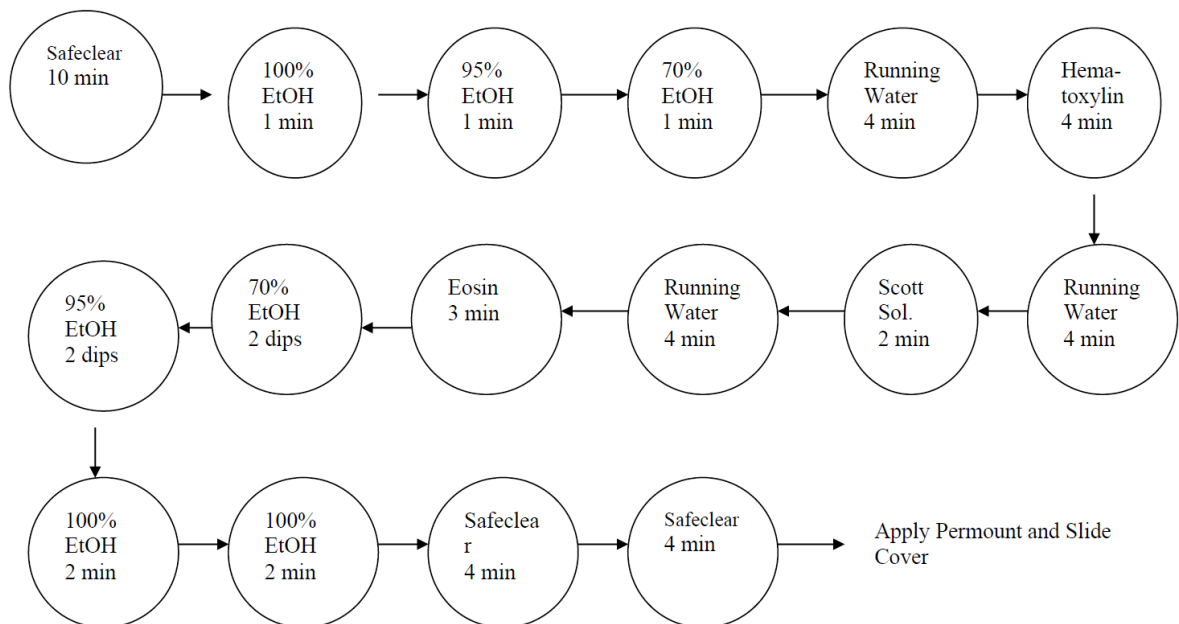 Safeclear
10 min
100%
EtOH
1 min
95%
EtOH
1 min
70%
EtOH
1 min
Running
Water
4 min
Hema-
toxylin
4 min
Running
Water
4 min
Scott
Sol.
2 min
Running
Water
4 min
Eosin
3 min
70%
EtOH
2 dips
95%
EtOH
2 dips
100%
EtOH
2 min
100%
EtOH
2 min
Safeclea
r
4 min
Safeclear
4 min
Apply Permount and Slide
Cover